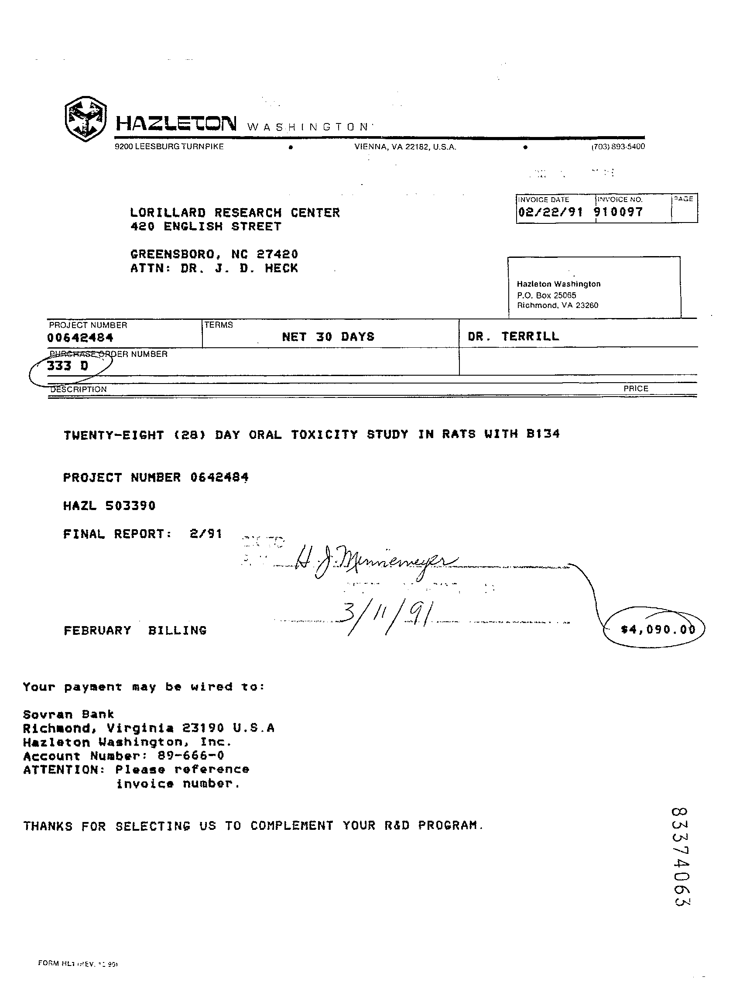 HAZLETON WASHINGTON
9200 LEESBURG TURNPIKE • VIENNA, VA 22182, U.S.A. • (703) 893-5400
INVOICE DATE INVOICE NO. PAGE
02/22/91 910097
LORILLARD RESEARCH CENTER
420 ENGLISH STREET
GREENSBORO, NC 27420
ATTN: DR. J. D. HECK
Hazleton Washington
P.O. Box 25065
Richmond, VA 23260
PROJECT NUMBER TERMS
00642484 NET 30 DAYS DR. TERRILL
PURCHASE ORDER NUMBER
333 D
DESCRIPTION PRICE
TWENTY-EIGHT (28) DAY ORAL TOXICITY STUDY IN RATS WITH B134
PROJECT NUMBER 0642484
HAZL 503390
FINAL REPORT: 2/91
H. J. Minnemeyer
3/11/91
FEBRUARY BILLING $4,090.00
Your payment may be wired to:
Sovran Bank
Richmond, Virginia 23190 U.S.A
Hazleton Washington, Inc.
Account Number: 89-666-0
ATTENTION: Please reference
invoice number.
THANKS FOR SELECTING US TO COMPLEMENT YOUR R&D PROGRAM.
83374063
FORM HL1